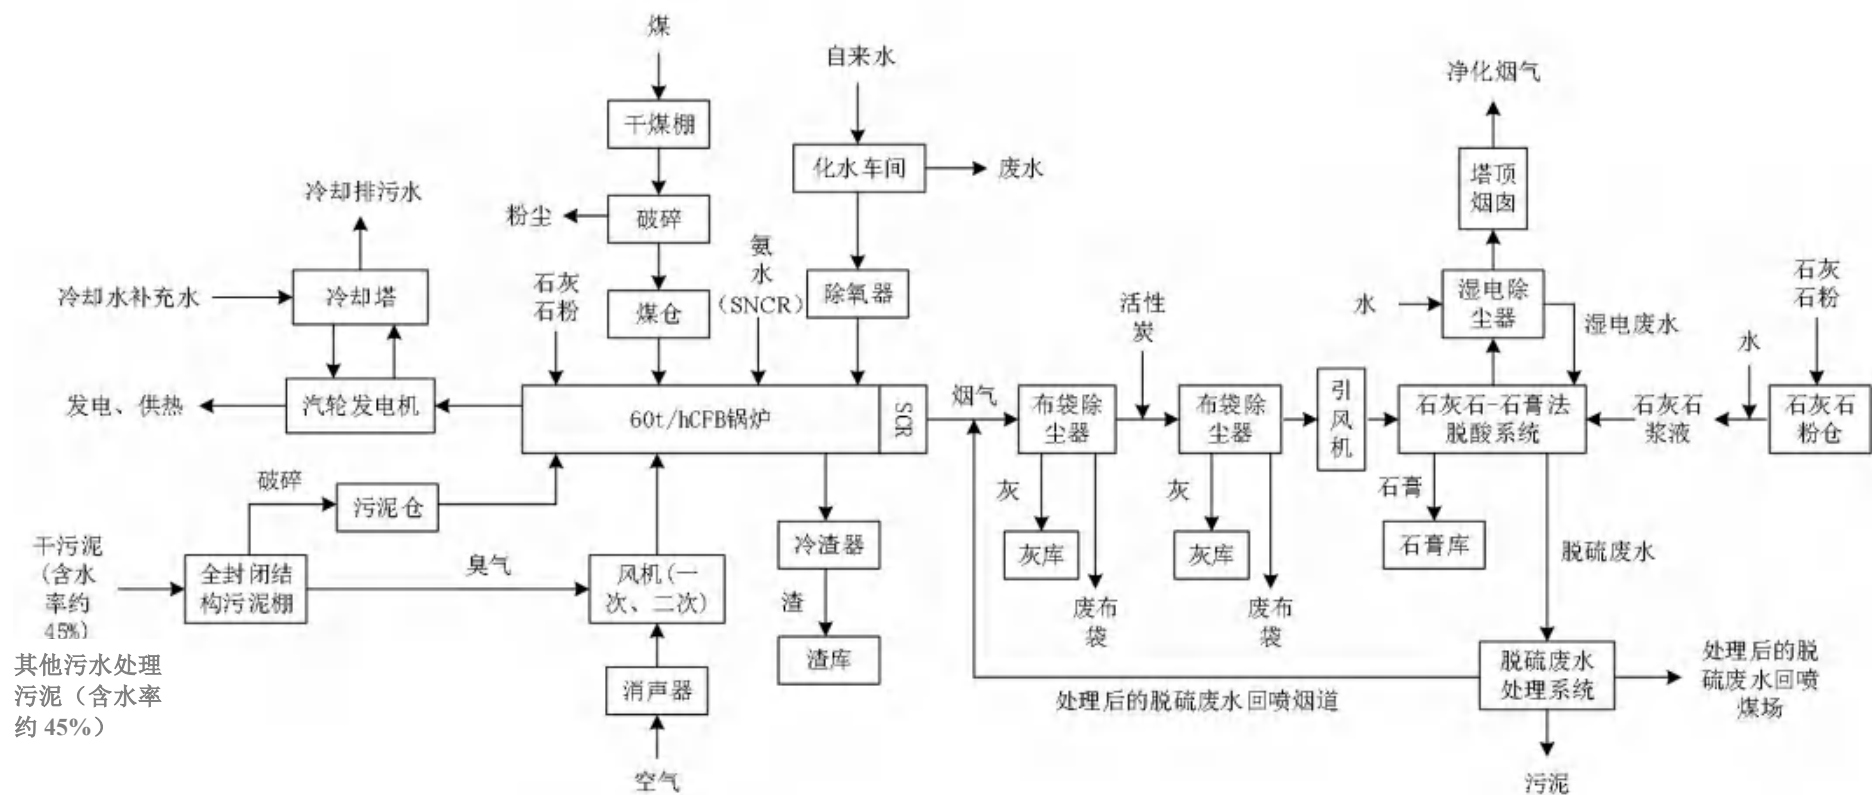 煤
自来水
净化烟气
干煤棚
化水车间
废水
塔顶
烟囱
冷却排污水
粉尘
破碎
氨
水
(SNCR)
石灰
石粉
冷却水补充水
冷却塔
煤仓
除氧器
活性
炭
水
湿电除
尘器
湿电废水
石灰
石粉
水
发电、供热
汽轮发电机
60t/hCFB锅炉
SCR
烟气
布袋除
尘器
布袋除
尘器
引
风
机
石灰石-石膏法
脱酸系统
石灰石
浆液
石灰石
粉仓
破碎
污泥仓
灰
灰
石膏
干污泥
(含水
率约
45%)
全封闭结
构污泥棚
臭气
风机(一
次、二次)
冷渣器
灰库
灰库
石膏库
脱硫废水
渣
废布
袋
废布
袋
其他污水处理
污泥（含水率
约 45%）
消声器
渣库
处理后的脱硫废水回喷烟道
脱硫废水
处理系统
处理后的脱
硫废水回喷
煤场
空气
污泥